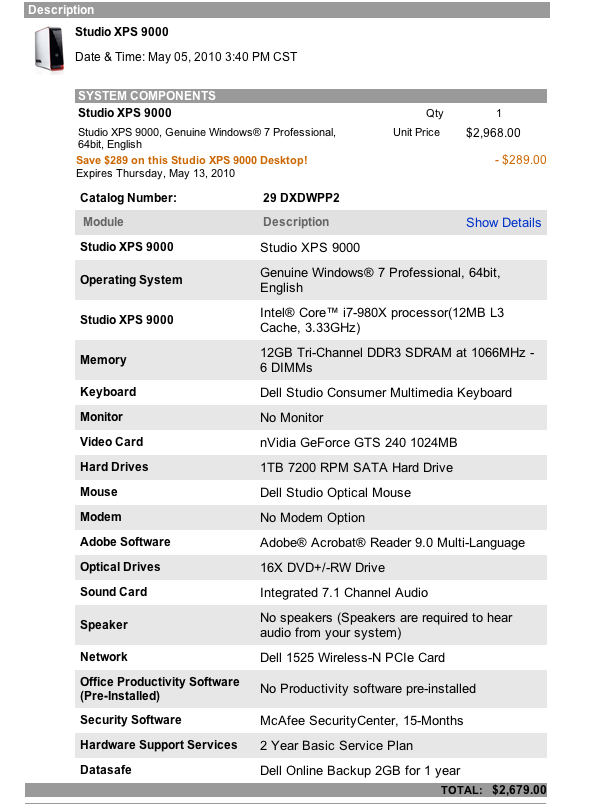 Description
Studio XPS 9000
Date & Time: May 05, 2010 3:40 PM CST
SYSTEM COMPONENTS
Studio XPS 9000 Qty 1
Studio XPS 9000, Genuine Windows® 7 Professional, Unit Price $2,968.00
64bit, English
Save $289 on this Studio XPS 9000 Desktop! - $289.00
Expires Thursday, May 13, 2010
Catalog Number: 29 DXDWPP2
Module Description Show Details
Studio XPS 9000 Studio XPS 9000
Operating System Genuine Windows® 7 Professional, 64bit,
English
Studio XPS 9000 Intel® Core™ i7-980X processor(12MB L3
Cache, 3.33GHz)
Memory 12GB Tri-Channel DDR3 SDRAM at 1066MHz -
6 DIMMs
Keyboard Dell Studio Consumer Multimedia Keyboard
Monitor No Monitor
Video Card nVidia GeForce GTS 240 1024MB
Hard Drives 1TB 7200 RPM SATA Hard Drive
Mouse Dell Studio Optical Mouse
Modem No Modem Option
Adobe Software Adobe® Acrobat® Reader 9.0 Multi-Language
Optical Drives 16X DVD+/-RW Drive
Sound Card Integrated 7.1 Channel Audio
Speaker No speakers (Speakers are required to hear
audio from your system)
Network Dell 1525 Wireless-N PCIe Card
Office Productivity Software
(Pre-Installed) No Productivity software pre-installed
Security Software McAfee SecurityCenter, 15-Months
Hardware Support Services 2 Year Basic Service Plan
Datasafe Dell Online Backup 2GB for 1 year
TOTAL: $2,679.00